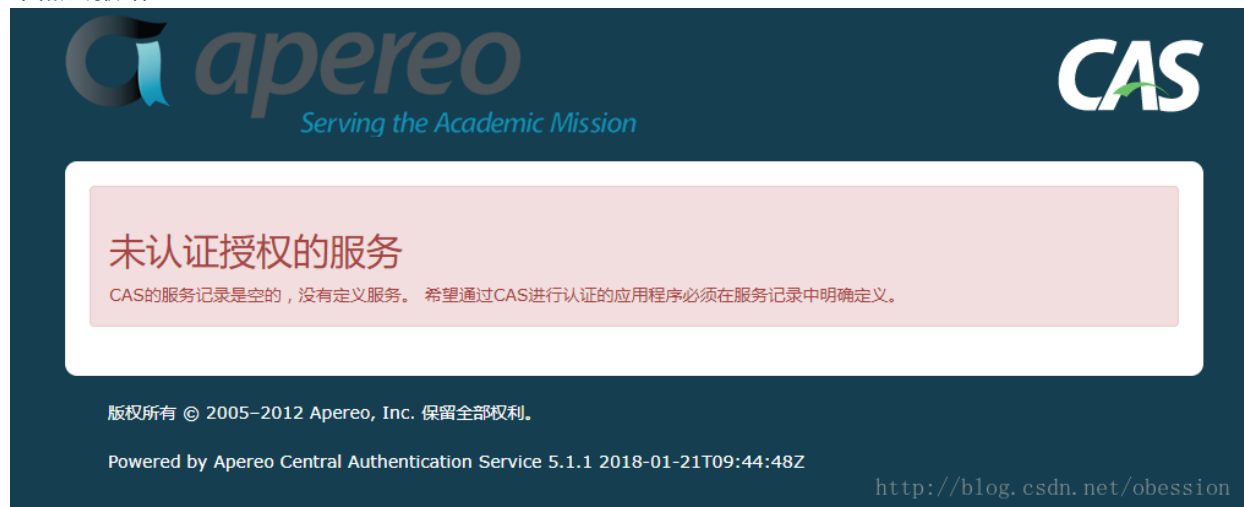 apereo
Serving the Academic Mission
CAS
未认证授权的服务
CAS的服务记录是空的，没有定义服务。 希望通过CAS进行认证的应用程序必须在服务记录中明确定义。
版权所有 © 2005–2012 Apereo, Inc. 保留全部权利。
Powered by Apereo Central Authentication Service 5.1.1 2018-01-21T09:44:48Z
http://blog.csdn.net/obession